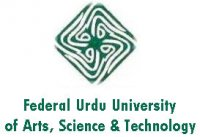 Federal Urdu University
of Arts, Science & Technology